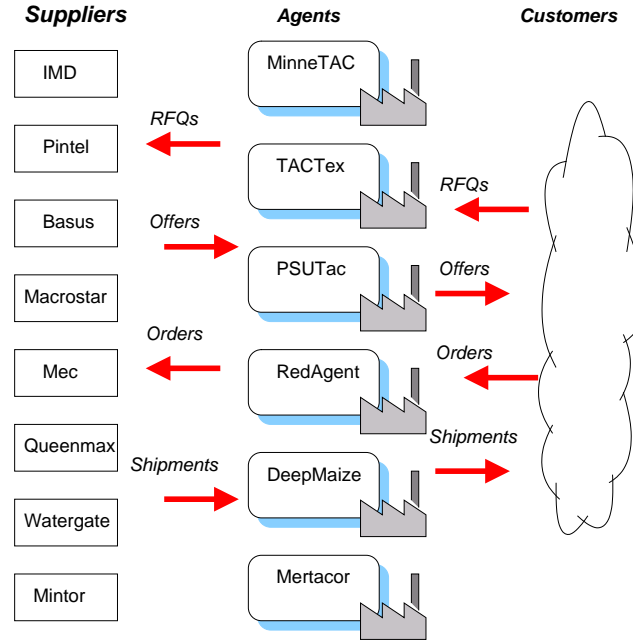 Suppliers
Agents
Customers
IMD
MinneTAC
RFQs
Pintel
TACTex
RFQs
Basus
Offers
PSUTac
Offers
Macrostar
Orders
Orders
Mec
RedAgent
Shipments
Queenmax
Shipments
DeepMaize
Watergate
Mertacor
Mintor